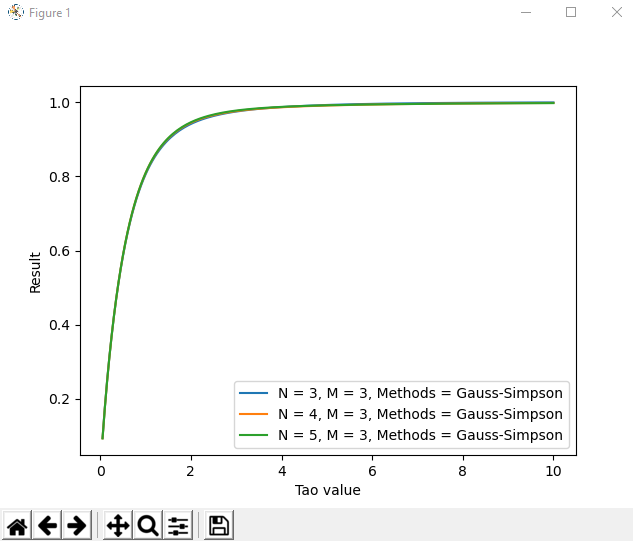 Figure 1
1.0
0.8
0.6
0.4
0.2
Result
N = 3, M = 3, Methods = Gauss-Simpson
N = 4, M = 3, Methods = Gauss-Simpson
N = 5, M = 3, Methods = Gauss-Simpson
0 2 4 6 8 10
Tao value